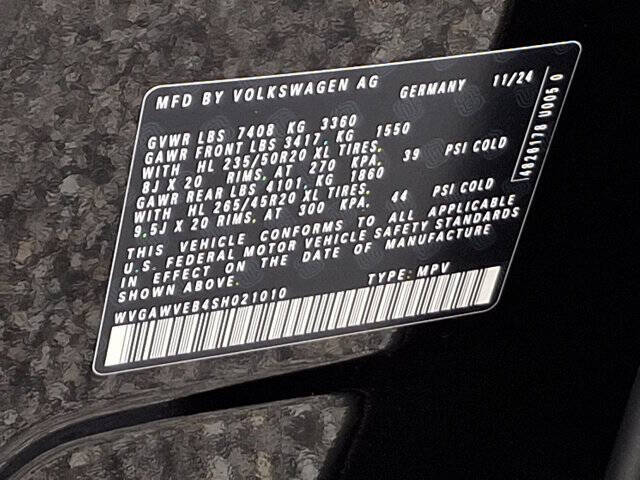 MFD BY VOLKSWAGEN AG GERMANY 11/24
GVWR LBS 7408 KG 3360
GAWR FRONT LBS 3417, KG 1550
WITH HL 235/50R20 XL TIRES,
8J X 20 RIMS, AT 270 KPA, 39 PSI COLD
GAWR REAR LBS 4101, KG 1860
WITH HL 265/45R20 XL TIRES,
9.5J X 20 RIMS, AT 300 KPA, 44 PSI COLD
THIS VEHICLE CONFORMS TO ALL APPLICABLE
U.S. FEDERAL MOTOR VEHICLE SAFETY STANDARDS
IN EFFECT ON THE DATE OF MANUFACTURE
SHOWN ABOVE.
TYPE: MPV
WVGAWVEB4SH021010
4820178 U005 0